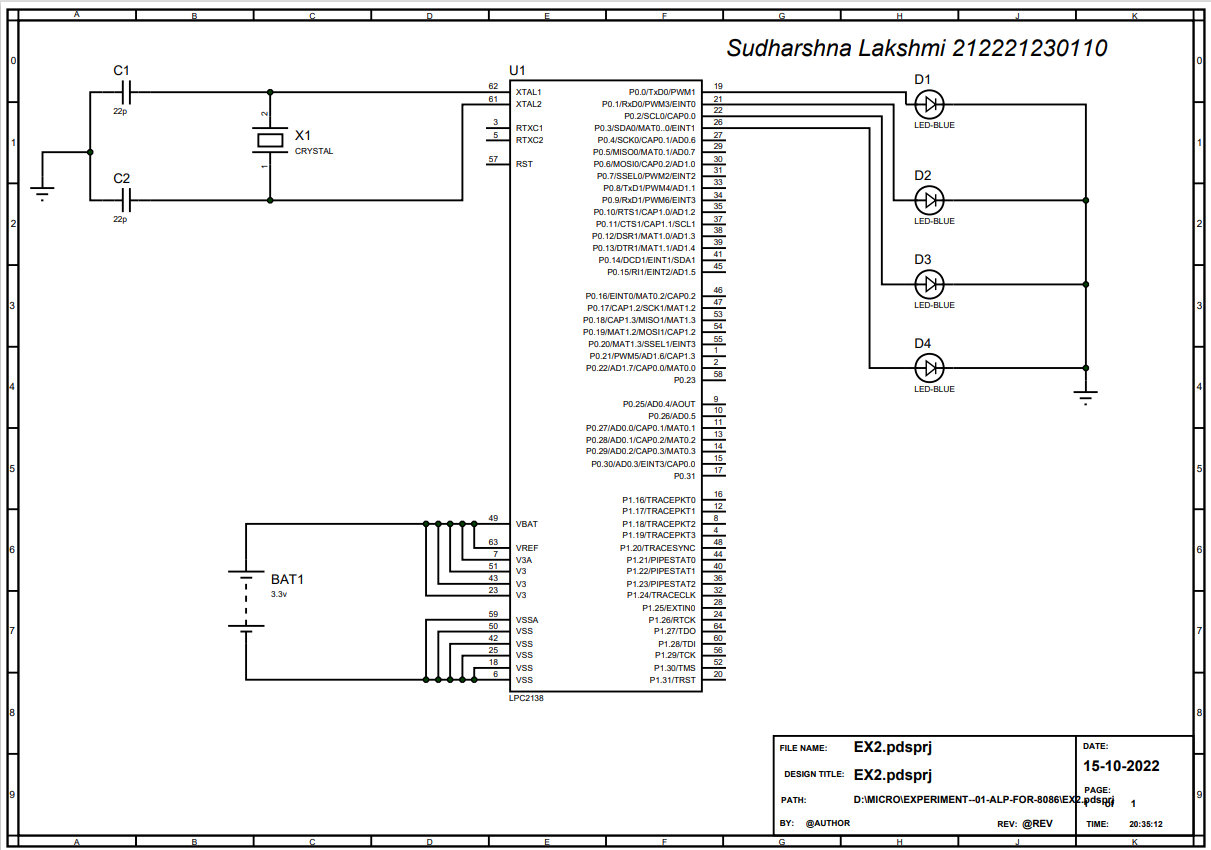 A B C D E F G H J K
Sudharshna Lakshmi 212221230110
0 0
C1
22p
U1
D1
LED-BLUE
62 XTAL1
61 XTAL2
3 RTXC1
5 RTXC2
57 RST
2
X1
CRYSTAL
1
1 1
C2
22p
P0.0/TxD0/PWM1 19
P0.1/RxD0/PWM3/EINT0 21
P0.2/SCL0/CAP0.0 22
P0.3/SDA0/MAT0..0/EINT1 26
P0.4/SCK0/CAP0.1/AD0.6 27
P0.5/MISO0/MAT0.1/AD0.7 29
P0.6/MOSI0/CAP0.2/AD1.0 30
P0.7/SSEL0/PWM2/EINT2 31
P0.8/TxD1/PWM4/AD1.1 33
P0.9/RxD1/PWM6/EINT3 34
P0.10/RTS1/CAP1.0/AD1.2 35
P0.11/CTS1/CAP1.1/SCL1 37
P0.12/DSR1/MAT1.0/AD1.3 38
P0.13/DTR1/MAT1.1/AD1.4 39
P0.14/DCD1/EINT1/SDA1 41
P0.15/RI1/EINT2/AD1.5 45
D2
LED-BLUE
2 2
D3
LED-BLUE
3 3
P0.16/EINT0/MAT0.2/CAP0.2 46
P0.17/CAP1.2/SCK1/MAT1.2 47
P0.18/CAP1.3/MISO1/MAT1.3 53
P0.19/MAT1.2/MOSI1/CAP1.2 54
P0.20/MAT1.3/SSEL1/EINT3 55
P0.21/PWM5/AD1.6/CAP1.3 1
P0.22/AD1.7/CAP0.0/MAT0.0 2
P0.23 58
D4
LED-BLUE
4 4
P0.25/AD0.4/AOUT 9
P0.26/AD0.5 10
P0.27/AD0.0/CAP0.1/MAT0.1 11
P0.28/AD0.1/CAP0.2/MAT0.2 13
P0.29/AD0.2/CAP0.3/MAT0.3 14
P0.30/AD0.3/EINT3/CAP0.0 15
P0.31 17
5 5
P1.16/TRACEPKT0 16
P1.17/TRACEPKT1 12
P1.18/TRACEPKT2 8
P1.19/TRACEPKT3 4
P1.20/TRACESYNC 48
P1.21/PIPESTAT0 44
P1.22/PIPESTAT1 40
P1.23/PIPESTAT2 36
P1.24/TRACECLK 32
P1.25/EXTIN0 28
P1.26/RTCK 24
P1.27/TDO 64
P1.28/TDI 60
P1.29/TCK 56
P1.30/TMS 52
P1.31/TRST 20
49 VBAT
63 VREF
7 V3A
51 V3
43 V3
23 V3
59 VSSA
50 VSS
42 VSS
25 VSS
18 VSS
6 VSS
LPC2138
6 6
BAT1
3.3v
7 7
8 8
FILE NAME: EX2.pdsprj
DESIGN TITLE: EX2.pdsprj
PATH: D:\MICRO\EXPERIMENT--01-ALP-FOR-8086\EX2.pdsprj
BY: @AUTHOR REV: @REV
DATE:
15-10-2022
PAGE:
1 of 1
TIME: 20:35:12
9 9
A B C D E F G H J K